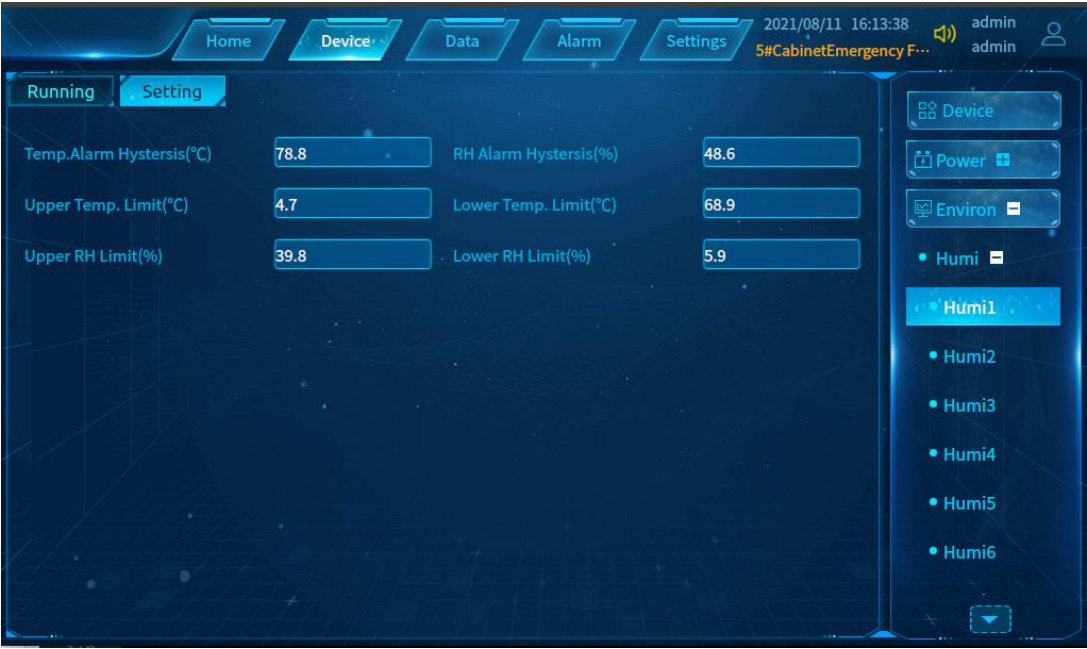 Home Device Data Alarm Settings 2021/08/11 16:13:38 admin
5#CabinetEmergency F··· admin
Running Setting
Temp.Alarm Hystersis(°C) 78.8 RH Alarm Hystersis(%) 48.6
Upper Temp. Limit(°C) 4.7 Lower Temp. Limit(°C) 68.9
Upper RH Limit(%) 39.8 Lower RH Limit(%) 5.9
Device
Power
Environ
Humi
Humi1
Humi2
Humi3
Humi4
Humi5
Humi6